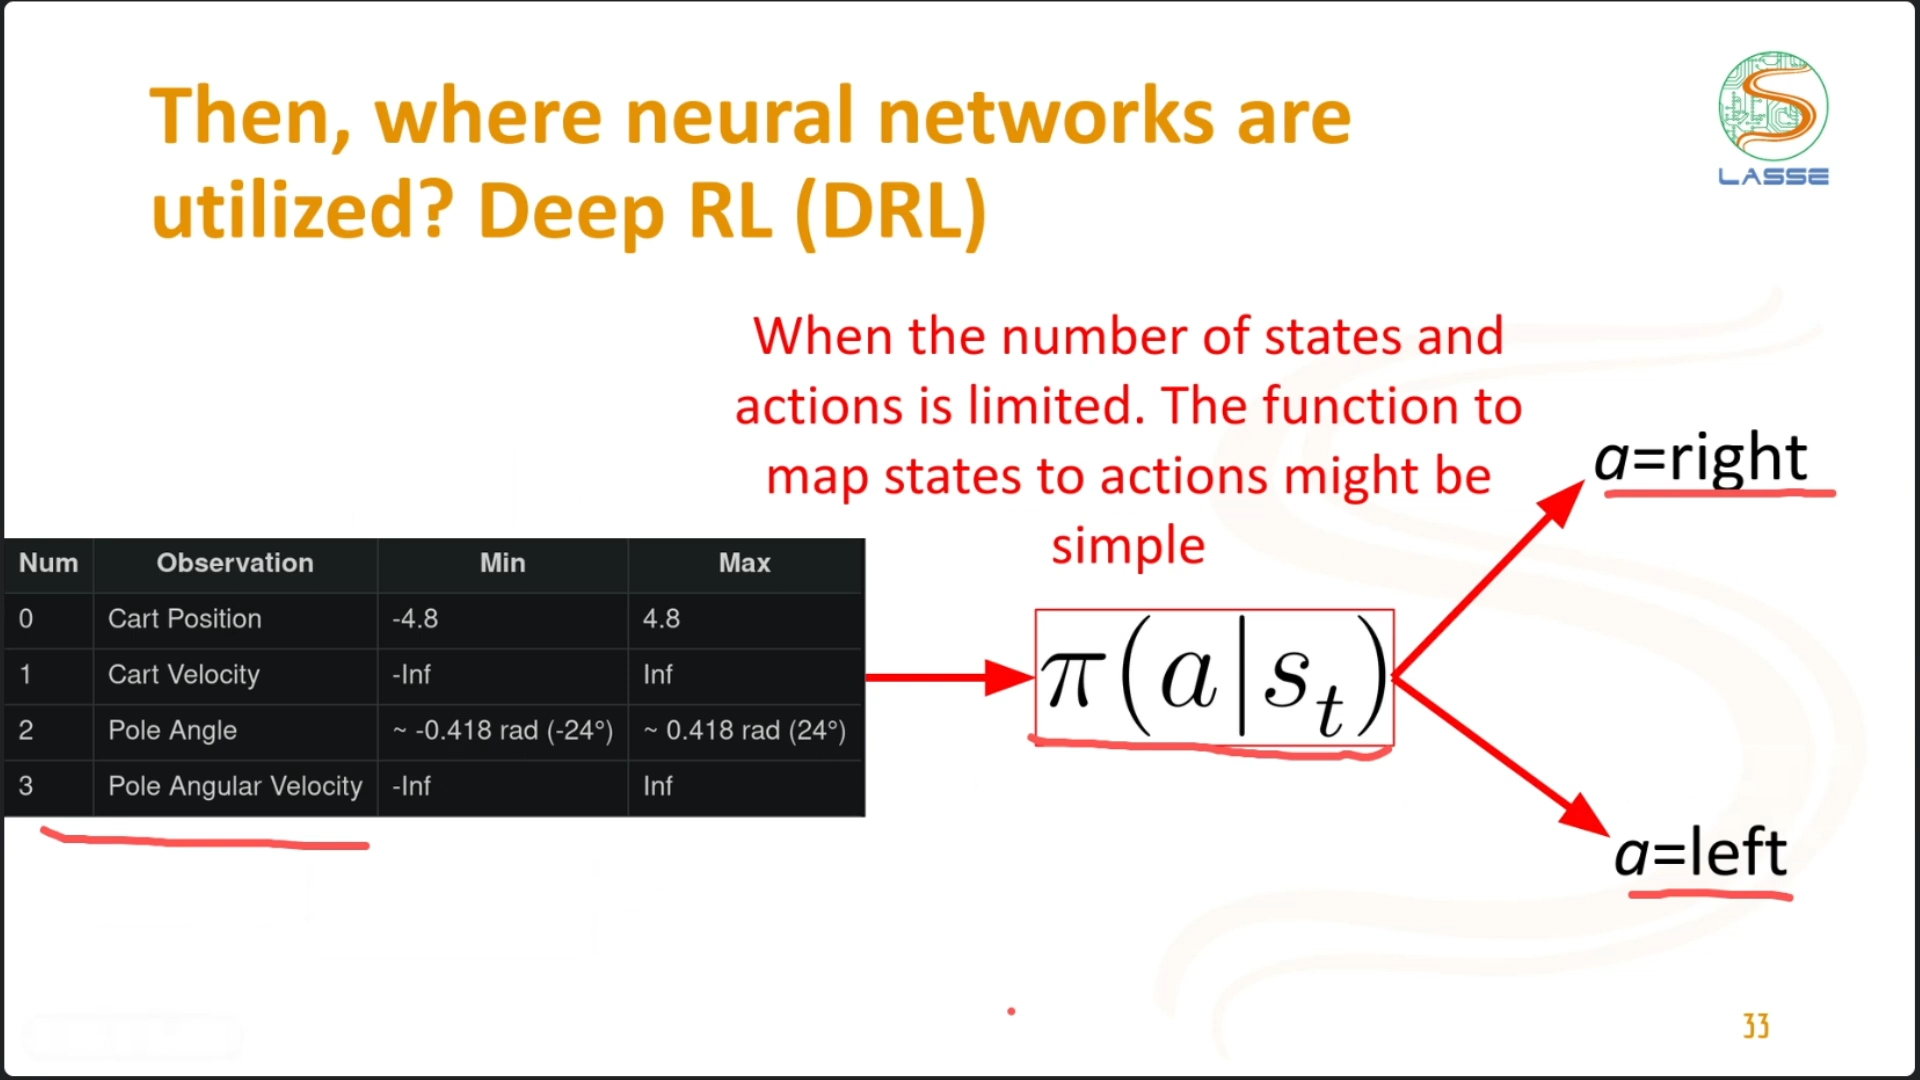 Then, where neural networks are
utilized? Deep RL (DRL)
LASSE
When the number of states and
actions is limited. The function to
map states to actions might be
simple
a=right
Num Observation Min Max
0 Cart Position -4.8 4.8
1 Cart Velocity -Inf Inf
2 Pole Angle ~ -0.418 rad (-24°) ~ 0.418 rad (24°)
3 Pole Angular Velocity -Inf Inf
π(a|sₜ)
a=left
33